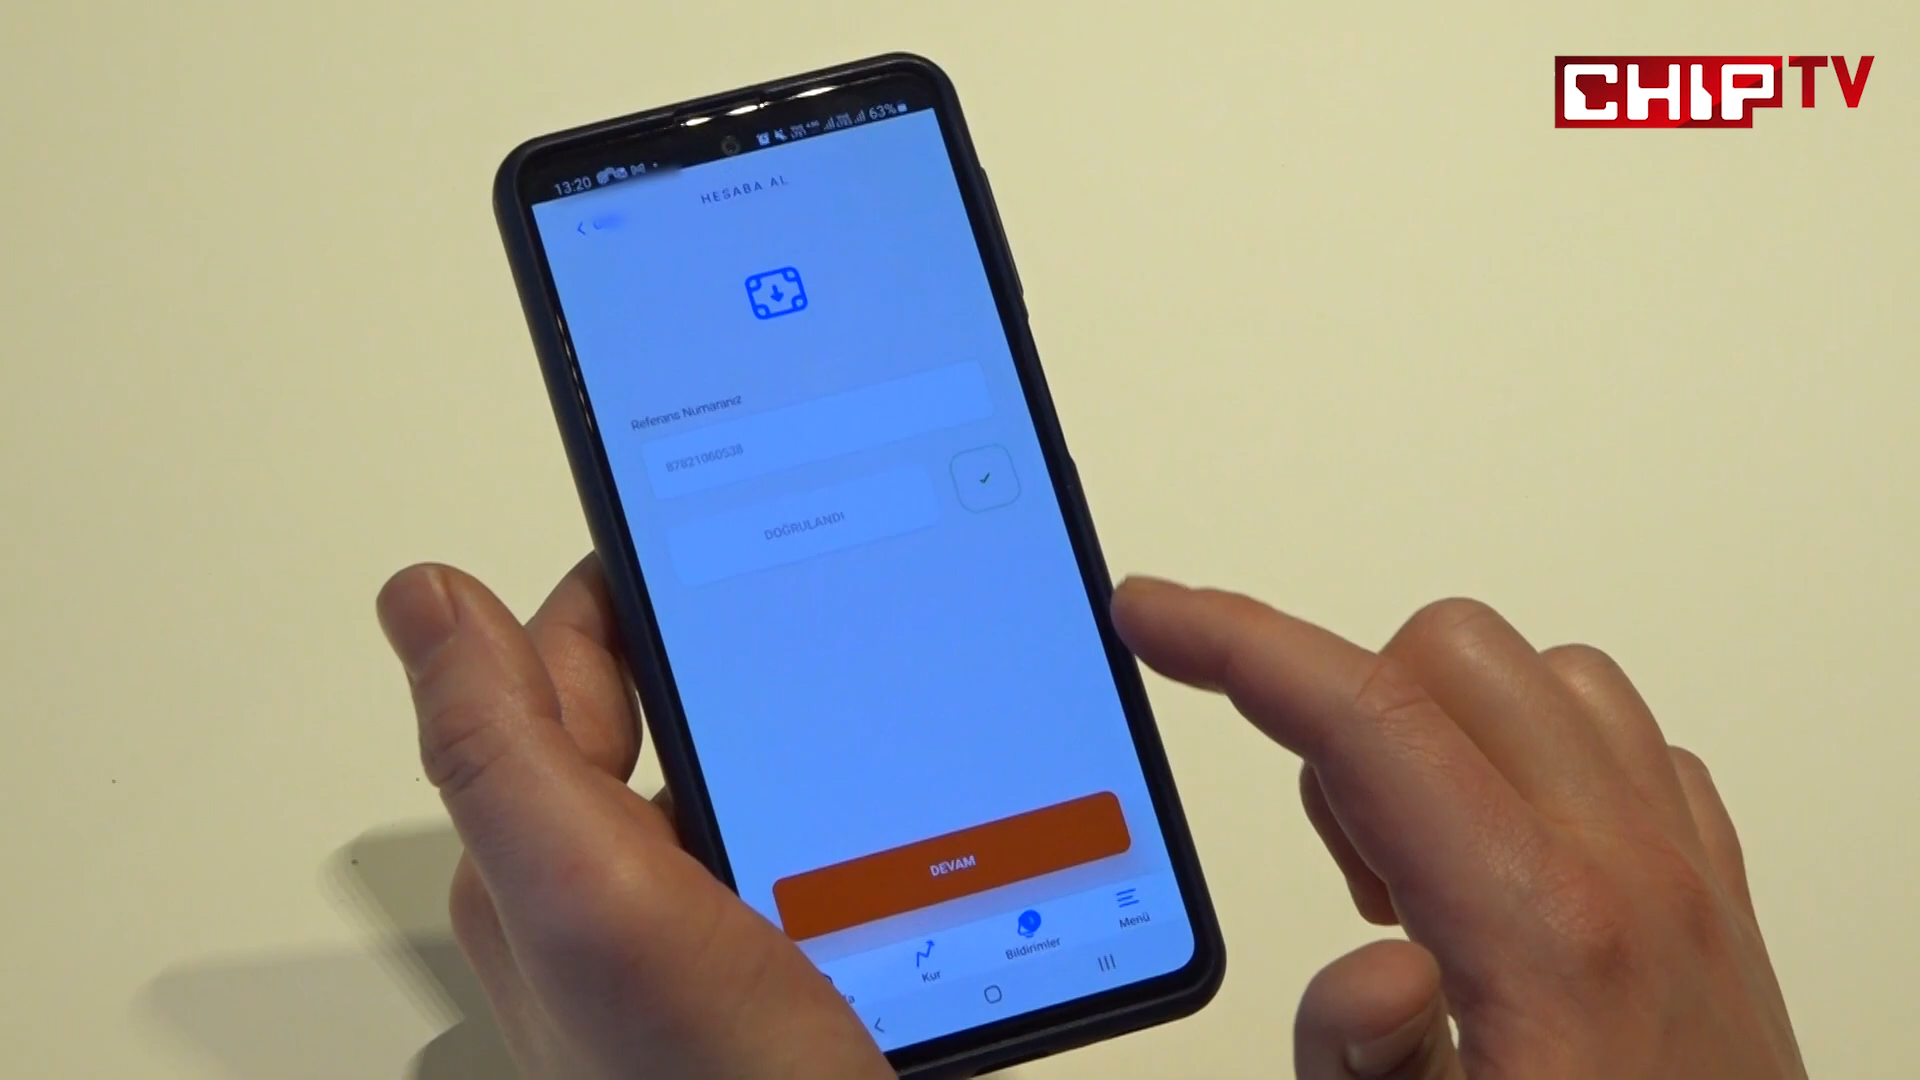 CHIP TV
13:20
63%
HESABA AL
Referans Numaranız
87821060538
DOĞRULANDI
DEVAM
Kur
Bildirimler
Menü